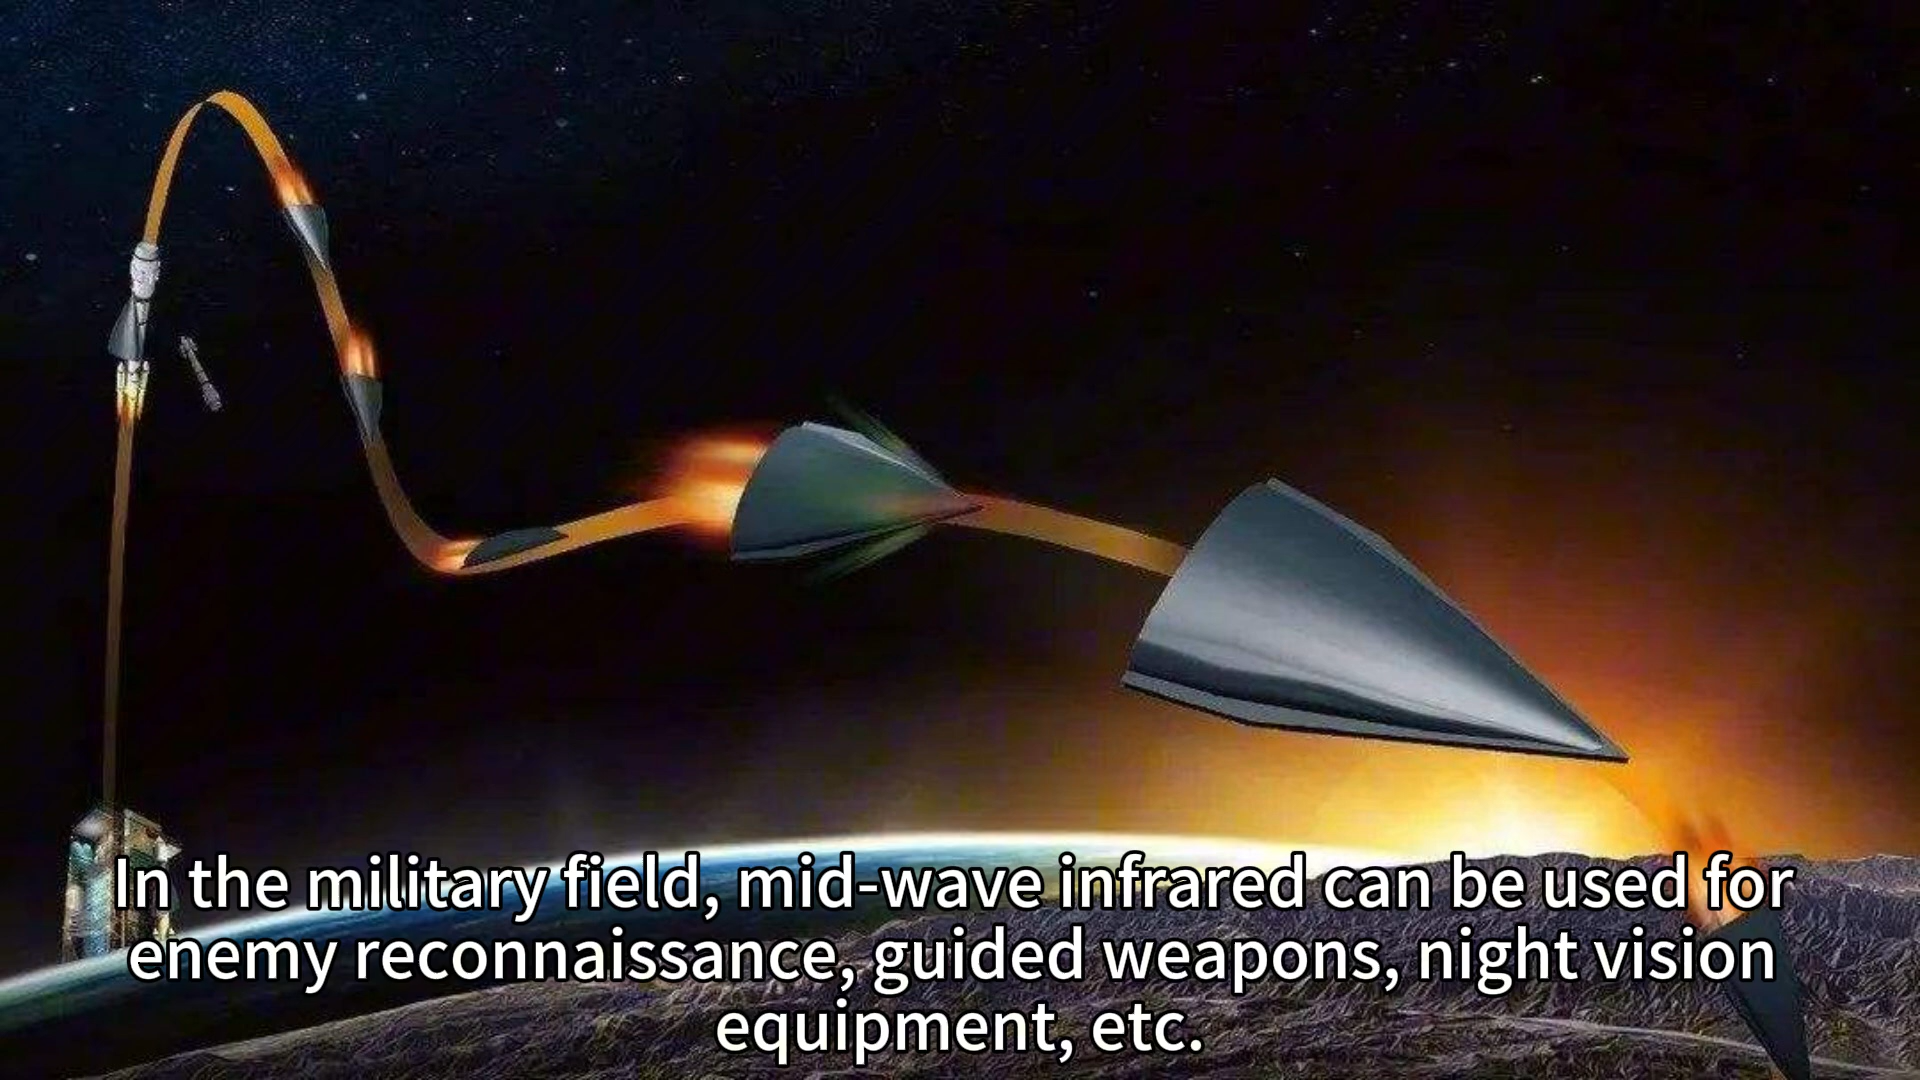 In the military field, mid-wave infrared can be used for
enemy reconnaissance, guided weapons, night vision
equipment, etc.